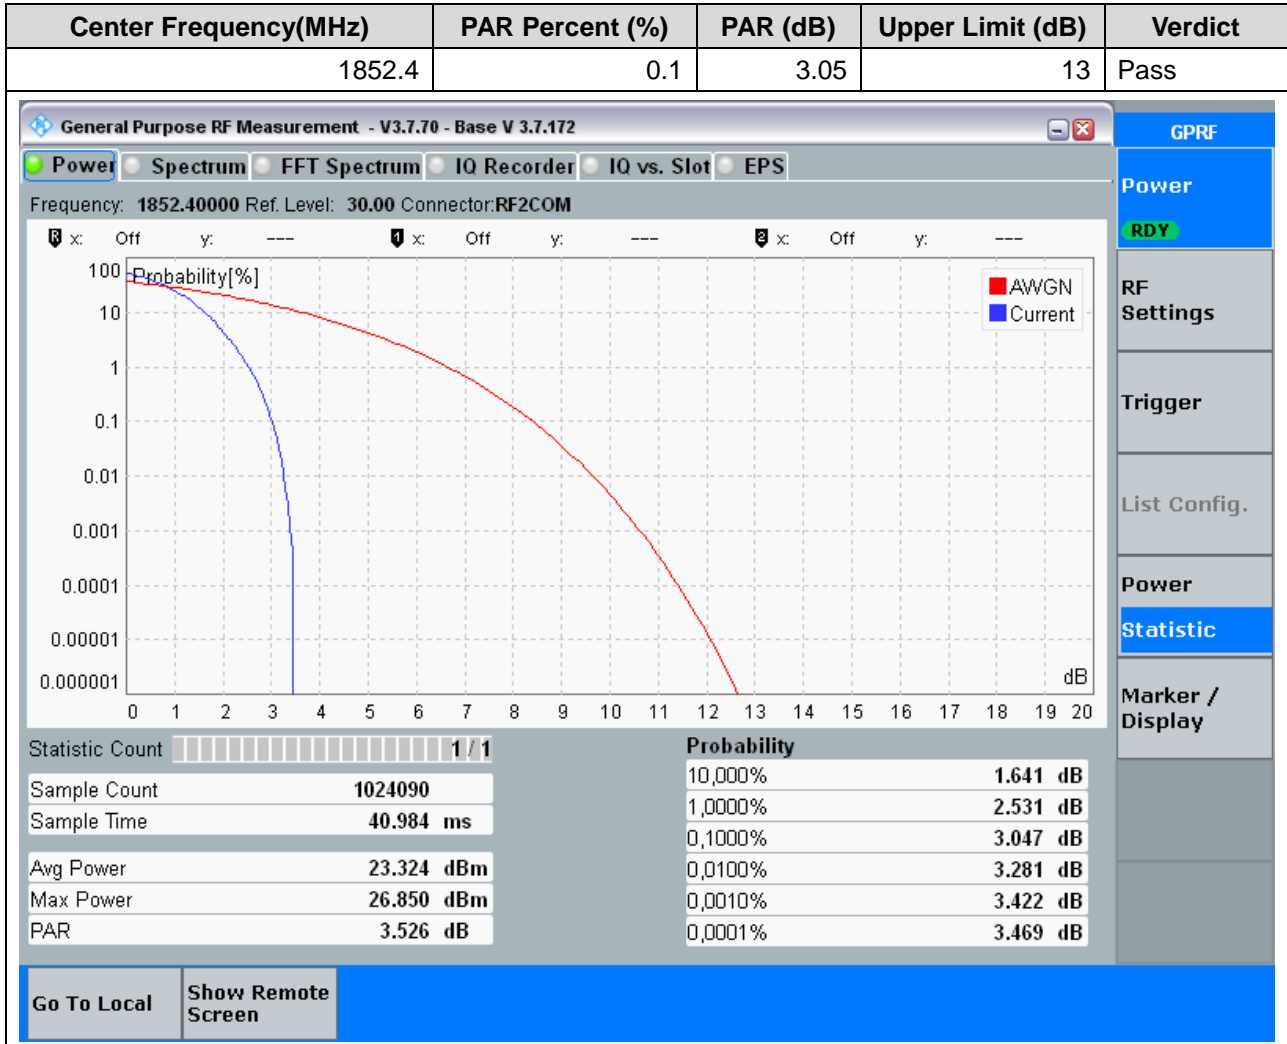 Center Frequency(MHz) PAR Percent (%) PAR (dB) Upper Limit (dB) Verdict
1852.4 0.1 3.05 13 Pass
General Purpose RF Measurement - V3.7.70 - Base V 3.7.172
GPRF
Power Spectrum FFT Spectrum IQ Recorder IQ vs. Slot EPS
Power
RDY
Frequency: 1852.40000 Ref. Level: 30.00 Connector:RF2COM
R x: Off y: --- 1 x: Off y: --- 2 x: Off y: ---
Probability[%]
AWGN
Current
100
10
1
0.1
0.01
0.001
0.0001
0.00001
0.000001
dB
0 1 2 3 4 5 6 7 8 9 10 11 12 13 14 15 16 17 18 19 20
RF
Settings
Trigger
List Config.
Power
Statistic
Marker /
Display
Statistic Count 1 / 1
Sample Count 1024090
Sample Time 40.984 ms
Avg Power 23.324 dBm
Max Power 26.850 dBm
PAR 3.526 dB
Probability
10,000% 1.641 dB
1,0000% 2.531 dB
0,1000% 3.047 dB
0,0100% 3.281 dB
0,0010% 3.422 dB
0,0001% 3.469 dB
Go To Local
Show Remote
Screen